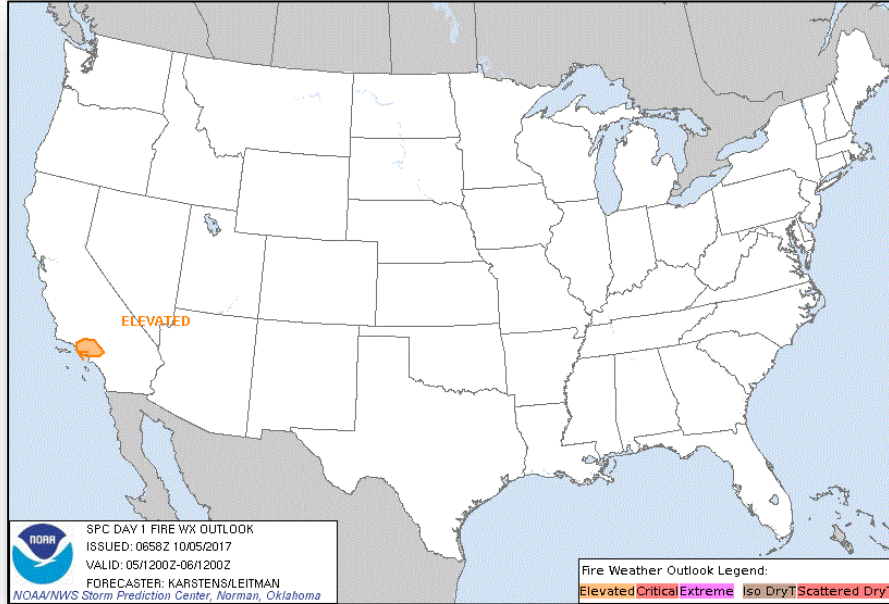 ELEVATED
NOAA
SPC DAY 1 FIRE WX OUTLOOK
ISSUED: 0658Z 10/05/2017
VALID: 05/1200Z-06/1200Z
FORECASTER: KARSTENS/LEITMAN
NOAA/NWS Storm Prediction Center, Norman, Oklahoma
Fire Weather Outlook Legend:
Elevated Critical Extreme Iso DryT Scattered DryT